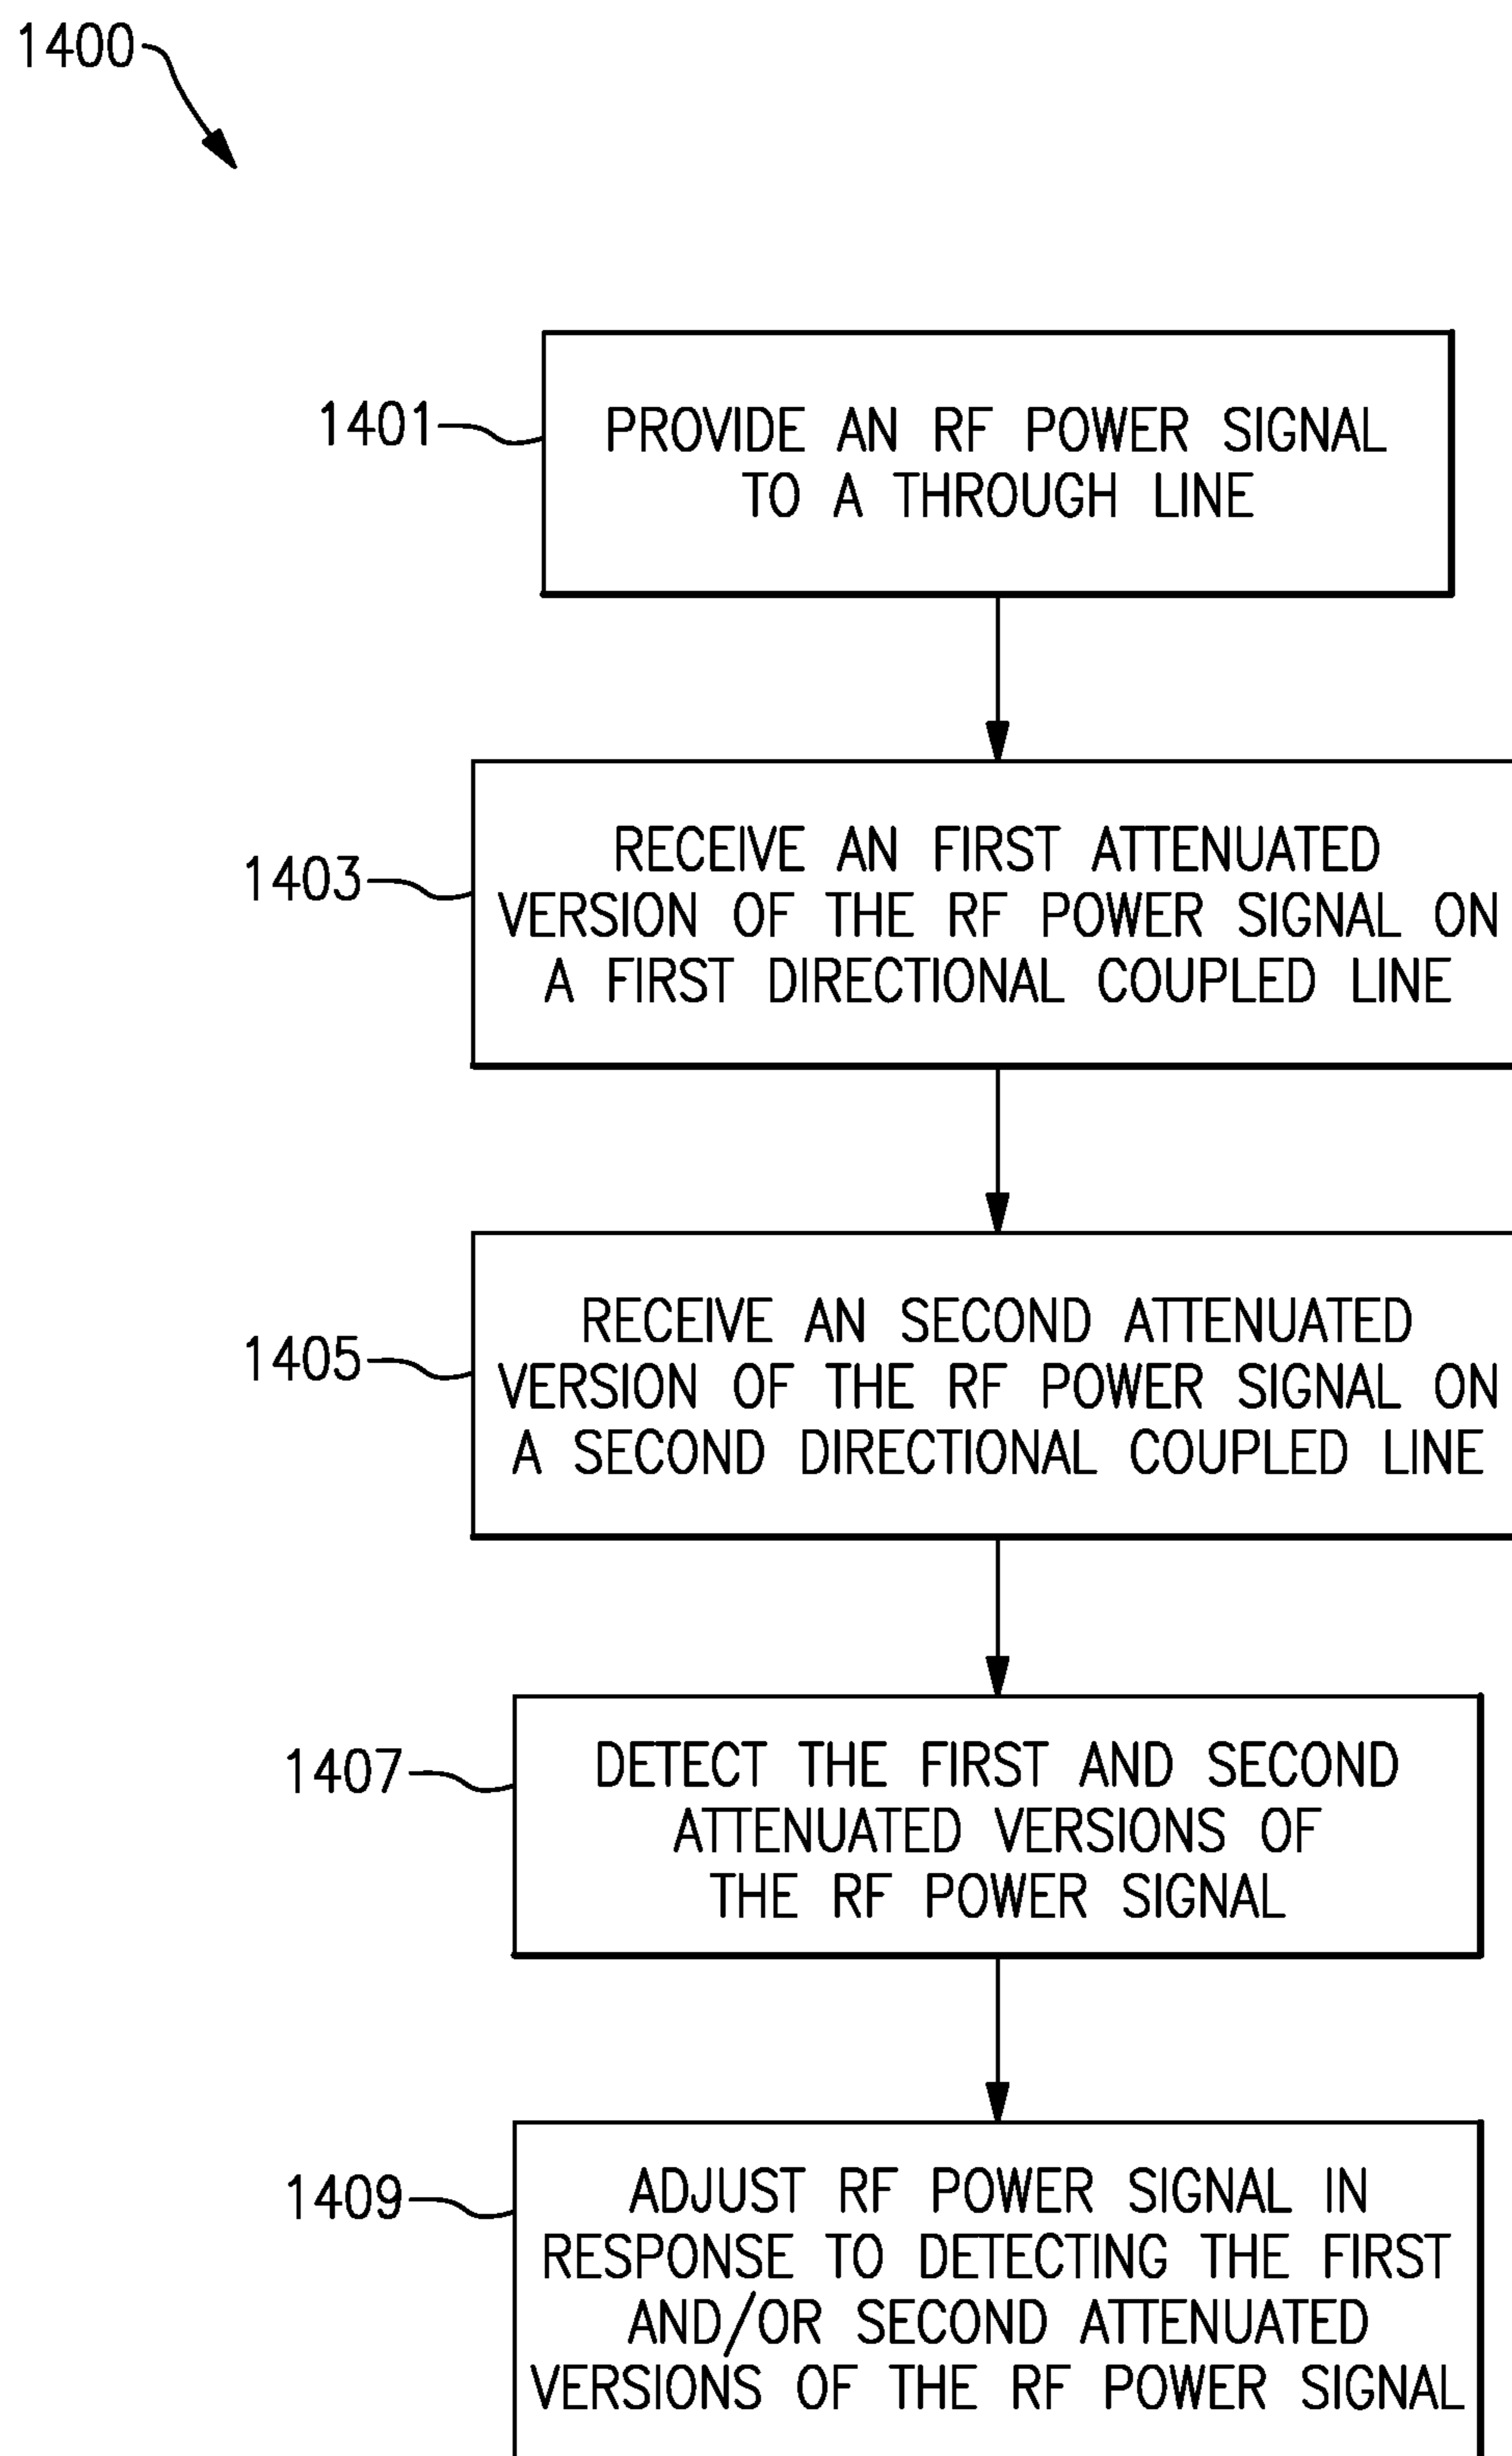 1400
1401
PROVIDE AN RF POWER SIGNAL
TO A THROUGH LINE
1403
RECEIVE AN FIRST ATTENUATED
VERSION OF THE RF POWER SIGNAL ON
A FIRST DIRECTIONAL COUPLED LINE
1405
RECEIVE AN SECOND ATTENUATED
VERSION OF THE RF POWER SIGNAL ON
A SECOND DIRECTIONAL COUPLED LINE
1407
DETECT THE FIRST AND SECOND
ATTENUATED VERSIONS OF
THE RF POWER SIGNAL
1409
ADJUST RF POWER SIGNAL IN
RESPONSE TO DETECTING THE FIRST
AND/OR SECOND ATTENUATED
VERSIONS OF THE RF POWER SIGNAL